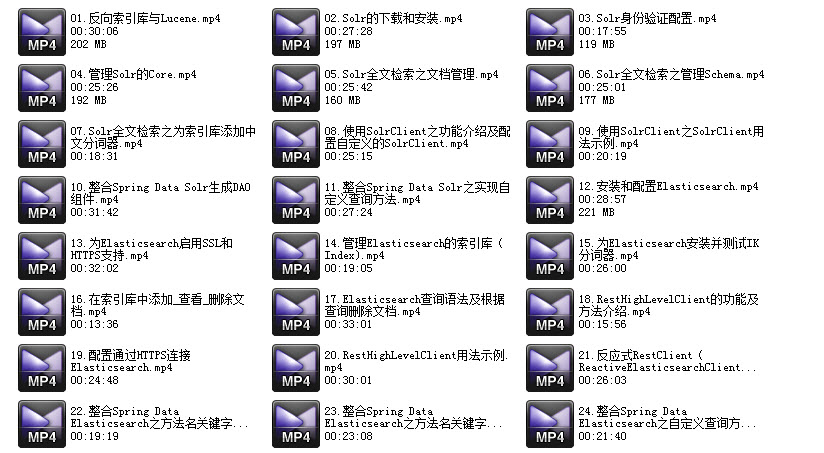 MP4
01. 反向索引库与Lucene.mp4
00:30:06
202 MB
MP4
02. Solr的下载和安装.mp4
00:27:28
197 MB
MP4
03. Solr身份验证配置.mp4
00:17:55
119 MB
MP4
04. 管理Solr的Core.mp4
00:25:26
192 MB
MP4
05. Solr全文检索之文档管理.mp4
00:25:42
160 MB
MP4
06. Solr全文检索之管理Schema.mp4
00:25:01
177 MB
MP4
07. Solr全文检索之为索引库添加中
文分词器.mp4
00:18:31
MP4
08. 使用SolrClient之功能介绍及配
置自定义的SolrClient.mp4
00:25:15
MP4
09. 使用SolrClient之SolrClient用
法示例.mp4
00:20:19
MP4
10. 整合Spring Data Solr生成DAO
组件.mp4
00:31:42
MP4
11. 整合Spring Data Solr之实现自
定义查询方法.mp4
00:27:24
MP4
12. 安装和配置Elasticsearch.mp4
00:28:57
221 MB
MP4
13. 为Elasticsearch启用SSL和
HTTPS支持.mp4
00:32:02
MP4
14. 管理Elasticsearch的索引库（
Index).mp4
00:19:05
MP4
15. 为Elasticsearch安装并测试IK
分词器.mp4
00:26:00
MP4
16. 在索引库中添加_查看_删除文
档.mp4
00:13:36
MP4
17. Elasticsearch查询语法及根据
查询删除文档.mp4
00:33:01
MP4
18. RestHighLevelClient的功能及
方法介绍.mp4
00:15:56
MP4
19. 配置通过HTTPS连接
Elasticsearch.mp4
00:24:48
MP4
20. RestHighLevelClient用法示例.
mp4
00:30:01
MP4
21. 反应式RestClient（
ReactiveElasticsearchClient...
00:26:03
MP4
22. 整合Spring Data
Elasticsearch之方法名关键字...
00:19:19
MP4
23. 整合Spring Data
Elasticsearch之方法名关键字...
00:23:08
MP4
24. 整合Spring Data
Elasticsearch之自定义查询方...
00:21:40